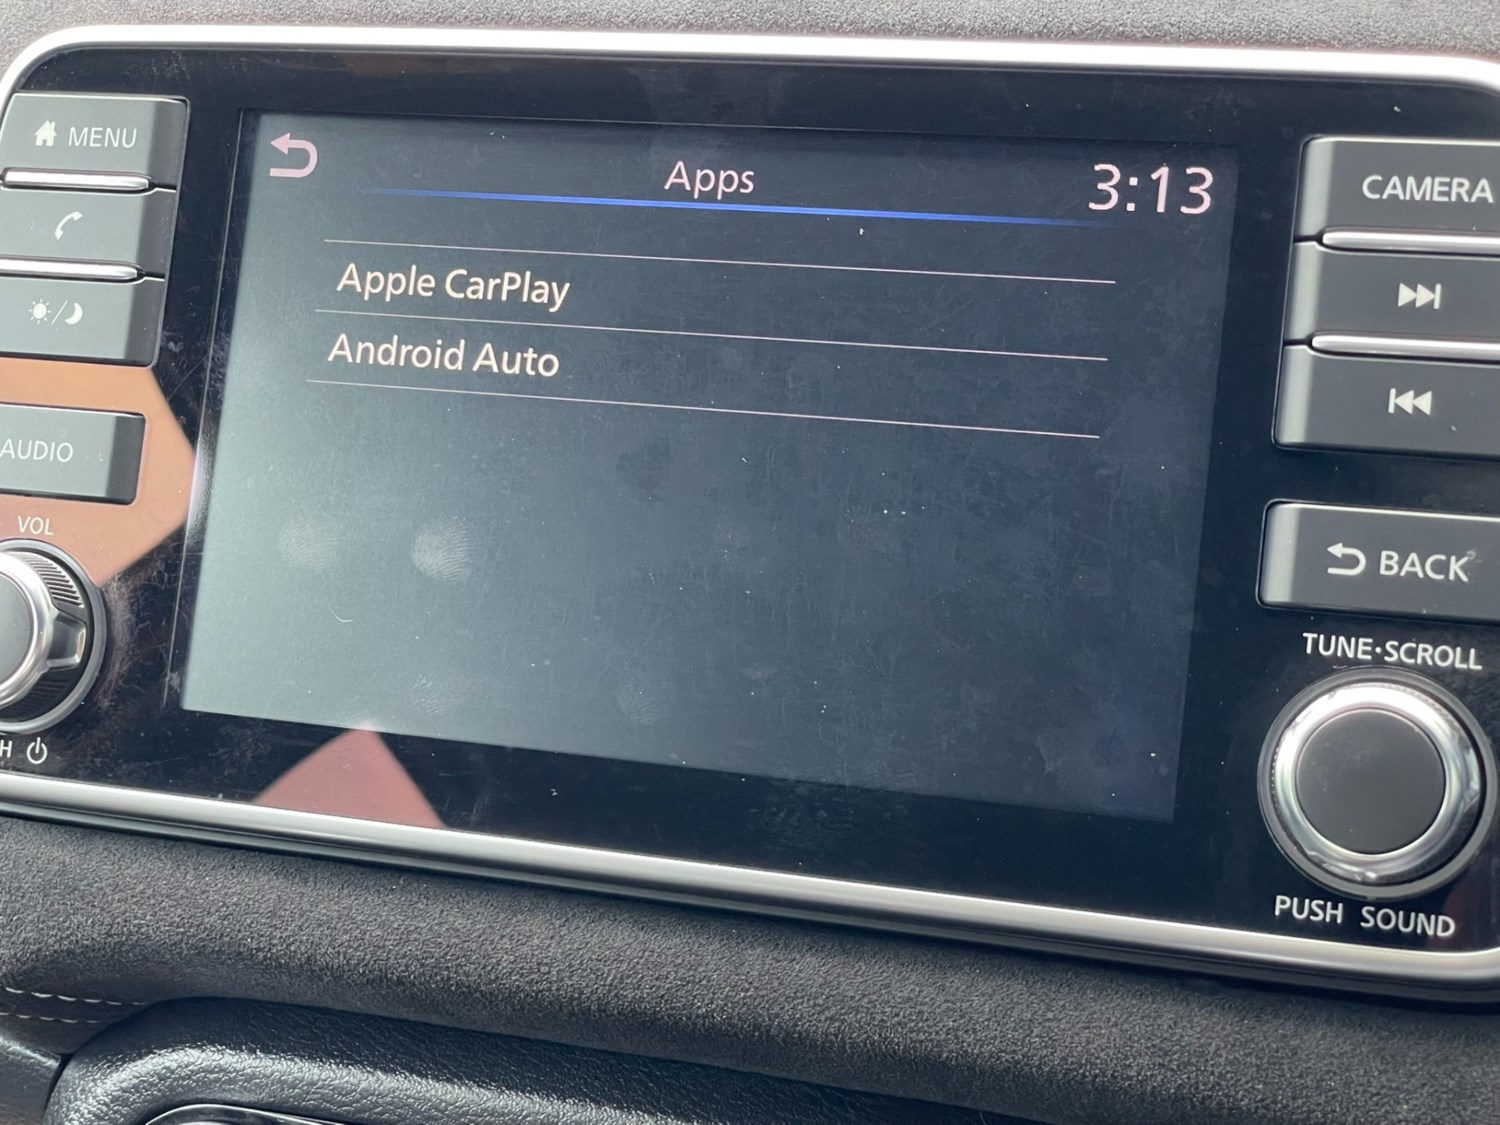 MENU
Apps
3:13
Apple CarPlay
Android Auto
AUDIO
VOL
H
CAMERA
BACK
TUNE·SCROLL
PUSH SOUND